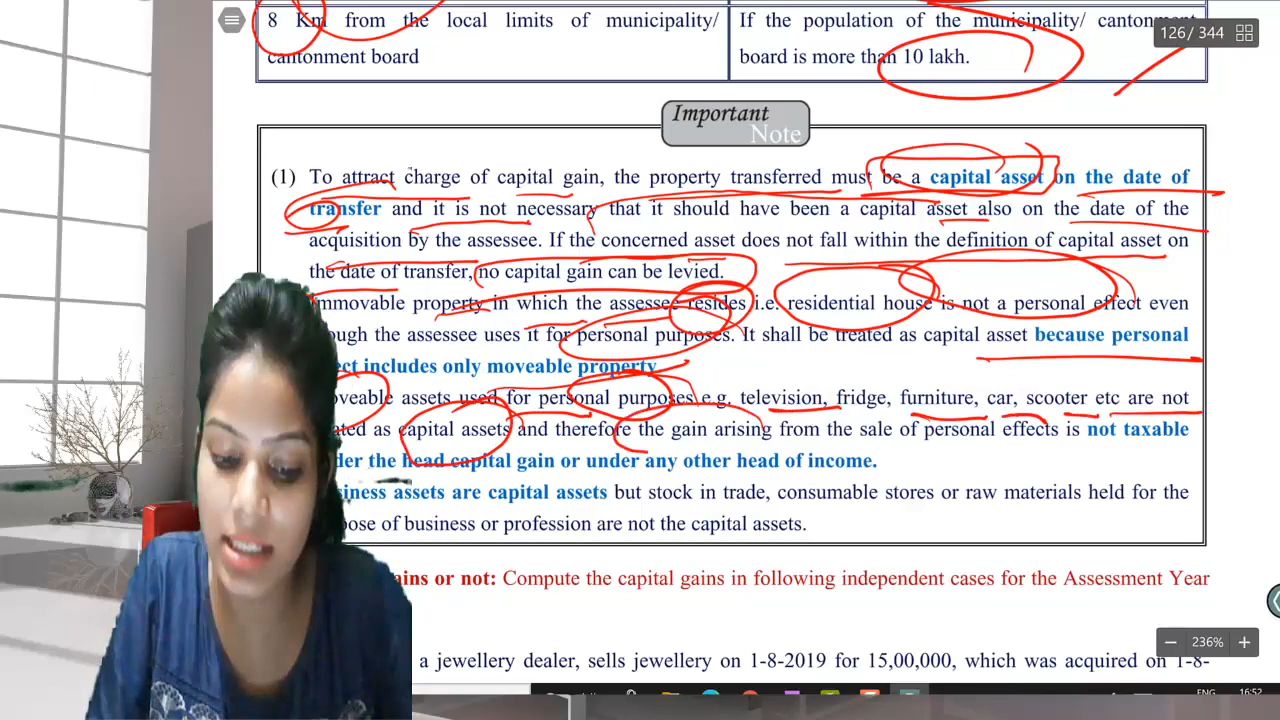 8 Km from the local limits of municipality/
cantonment board
If the population of the municipality/ cantonment
board is more than 10 lakh.
126 / 344
Important
Note
(1) To attract charge of capital gain, the property transferred must be a capital asset on the date of
transfer and it is not necessary that it should have been a capital asset also on the date of the
acquisition by the assessee. If the concerned asset does not fall within the definition of capital asset on
the date of transfer, no capital gain can be levied.
property in which the assessee resides i.e. residential house is not a personal effect even
the assessee uses it for personal purposes. It shall be treated as capital asset because personal
includes only moveable property
assets used for personal purposes e.g. television, fridge, furniture, car, scooter etc are not
as capital assets and therefore the gain arising from the sale of personal effects is not taxable
the head capital gain or under any other head of income.
assets are capital assets but stock in trade, consumable stores or raw materials held for the
of business or profession are not the capital assets.
or not: Compute the capital gains in following independent cases for the Assessment Year
236%
a jewellery dealer, sells jewellery on 1-8-2019 for 15,00,000, which was acquired on 1-8-
ENG
16:52